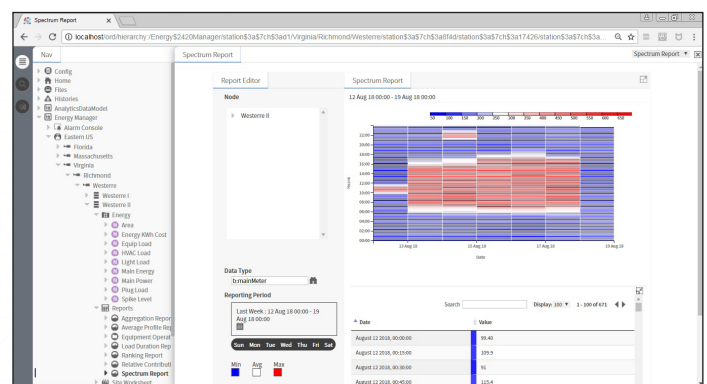 Spectrum Report
localhost/ord/hierarchy:/Energy$2420Manager/station$3a$7ch$3ad1/Virginia/Richmond/Westerre/station$3a$7ch$3a8f4d/station$3a$7ch$3a17426/station$3a$7ch$3a...
Nav
Spectrum Report
Spectrum Report
Config
Home
Files
Histories
AnalyticsDataModel
Energy Manager
Alarm Console
Eastern US
Florida
Massachusetts
Virginia
Richmond
Westerre
Westerre I
Westerre II
Energy
Area
Energy KWh Cost
Equip Load
HVAC Load
Light Load
Main Energy
Main Power
Plug Load
Spike Level
Reports
Aggregation Repor
Average Profile Rep
Equipment Operat
Load Duration Rep
Ranking Report
Relative Contributi
Spectrum Report
Site Worksheet
Report Editor
Node
Westerre II
Data Type
b:mainMeter
Reporting Period
Last Week : 12 Aug 18 00:00 - 19
Aug 18 00:00
Sun Mon Tue Wed Thu Fri Sat
Min Avg Max
Spectrum Report
12 Aug 18 00:00 - 19 Aug 18 00:00
50 100 150 200 250 300 350 400 450 500 550 600 650
22:00
20:00
18:00
16:00
14:00
12:00
10:00
08:00
06:00
04:00
02:00
00:00
Hours
13 Aug 18 15 Aug 18 17 Aug 18 19 Aug 18
Date
Search Display: 100 1 - 100 of 671
Date Value
August 12 2018, 00:00:00 99.40
August 12 2018, 00:15:00 109.9
August 12 2018, 00:30:00 91
August 12 2018, 00:45:00 115.4